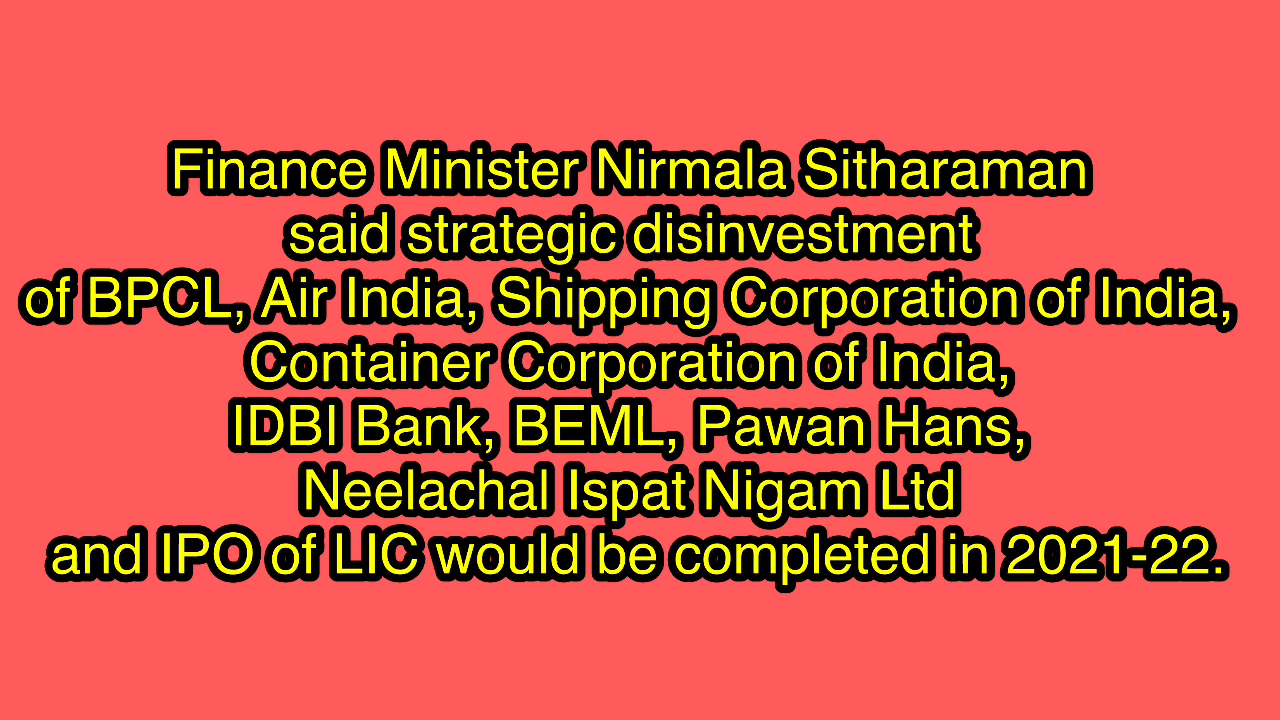 Finance Minister Nirmala Sitharaman
said strategic disinvestment
of BPCL, Air India, Shipping Corporation of India,
Container Corporation of India,
IDBI Bank, BEML, Pawan Hans,
Neelachal Ispat Nigam Ltd
and IPO of LIC would be completed in 2021-22.